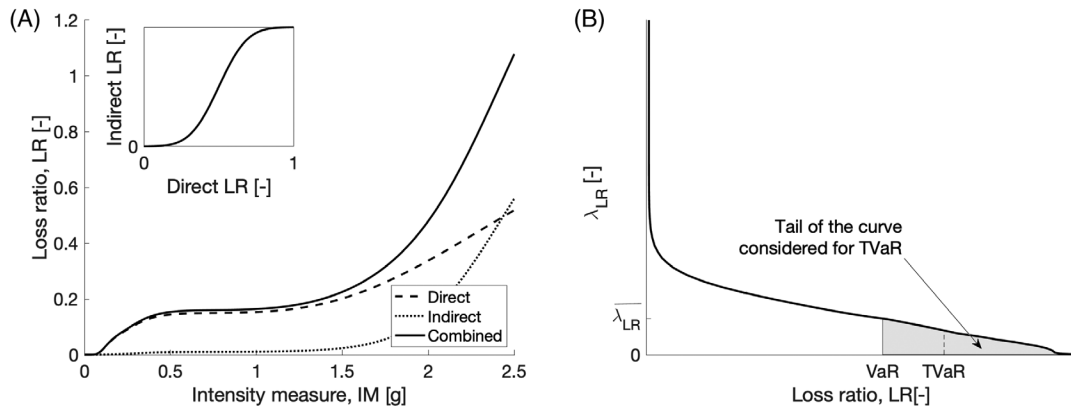 (A)
1.2
1
0.8
0.6
0.4
0.2
0
Loss ratio, LR [-]
Indirect LR [-]
0
0
1
Direct LR [-]
Direct
Indirect
Combined
0
0.5
1
1.5
2
2.5
Intensity measure, IM [g]
(B)
λLR [-]
Tail of the curve
considered for TVaR
λLR
0
VaR
TVaR
Loss ratio, LR[-]